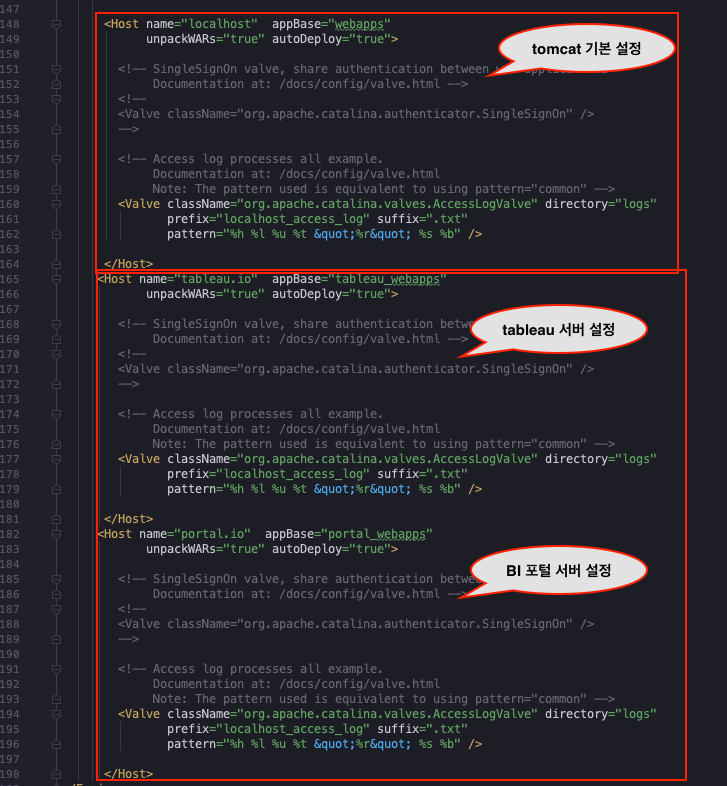 147
148 <Host name="localhost"  appBase="webapps"
149 unpackWARs="true" autoDeploy="true">
tomcat 기본 설정
150
151 <!-- SingleSignOn valve, share authentication between
152 Documentation at: /docs/config/valve.html -->
153 <!--
154 <Valve className="org.apache.catalina.authenticator.SingleSignOn" />
155 -->
156
157 <!-- Access log processes all example.
158 Documentation at: /docs/config/valve.html
159 Note: The pattern used is equivalent to using pattern="common" -->
160 <Valve className="org.apache.catalina.valves.AccessLogValve" directory="logs"
161 prefix="localhost_access_log" suffix=".txt"
162 pattern="%h %l %u %t &quot;%r&quot; %s %b" />
163
164 </Host>
165 <Host name="tableau.io"  appBase="tableau_webapps"
166 unpackWARs="true" autoDeploy="true">
167
168 <!-- SingleSignOn valve, share authentication
tableau 서버 설정
169 Documentation at: /docs/config/valve.html -->
170 <!--
171 <Valve className="org.apache.catalina.authenticator.SingleSignOn" />
172 -->
173
174 <!-- Access log processes all example.
175 Documentation at: /docs/config/valve.html
176 Note: The pattern used is equivalent to using pattern="common" -->
177 <Valve className="org.apache.catalina.valves.AccessLogValve" directory="logs"
178 prefix="localhost_access_log" suffix=".txt"
179 pattern="%h %l %u %t &quot;%r&quot; %s %b" />
180
181 </Host>
182 <Host name="portal.io"  appBase="portal_webapps"
183 unpackWARs="true" autoDeploy="true">
184
BI 포털 서버 설정
185 <!-- SingleSignOn valve, share authentication
186 Documentation at: /docs/config/valve.html -->
187 <!--
188 <Valve className="org.apache.catalina.authenticator.SingleSignOn" />
189 -->
190
191 <!-- Access log processes all example.
192 Documentation at: /docs/config/valve.html
193 Note: The pattern used is equivalent to using pattern="common" -->
194 <Valve className="org.apache.catalina.valves.AccessLogValve" directory="logs"
195 prefix="localhost_access_log" suffix=".txt"
196 pattern="%h %l %u %t &quot;%r&quot; %s %b" />
197
198 </Host>